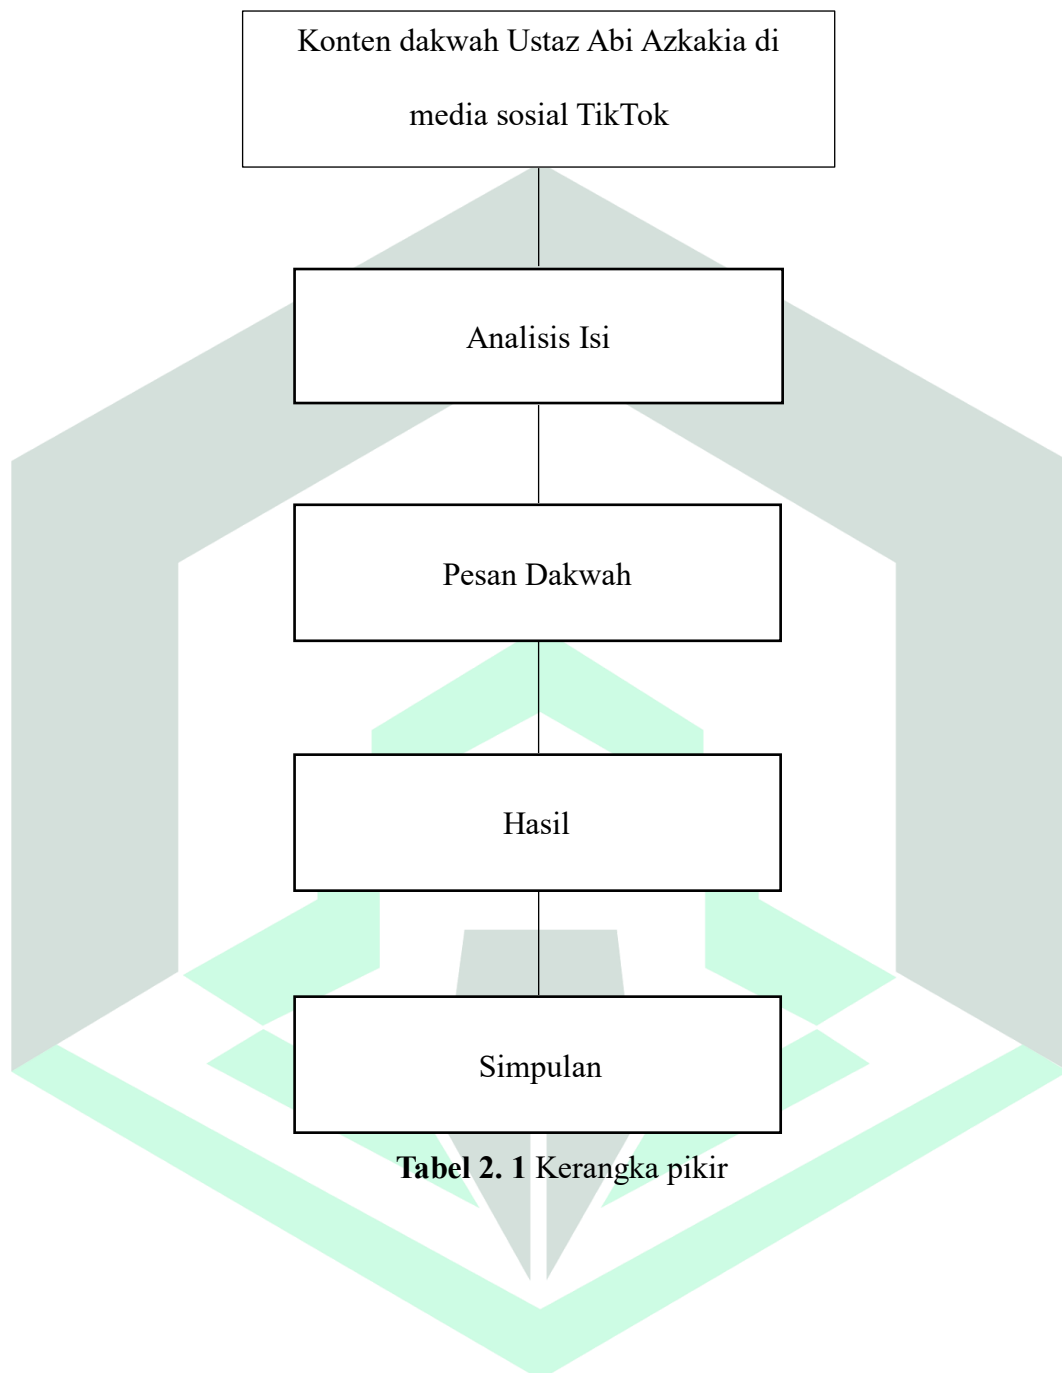 Konten dakwah Ustaz Abi Azkakia di
media sosial TikTok
Analisis Isi
Pesan Dakwah
Hasil
Simpulan
Tabel 2. 1 Kerangka pikir